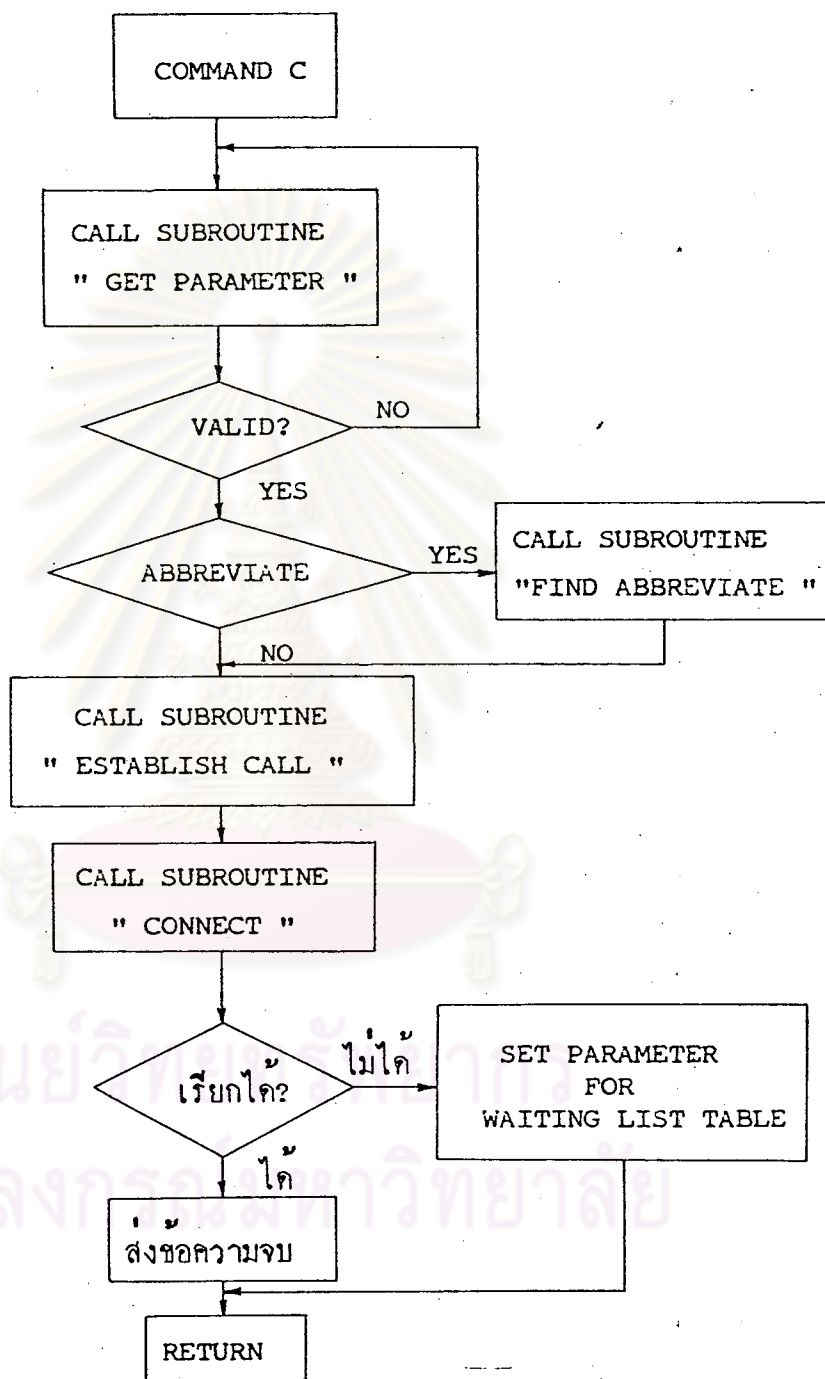 COMMAND C
CALL SUBROUTINE
" GET PARAMETER "
VALID?
NO
YES
ABBREVIATE
YES
CALL SUBROUTINE
"FIND ABBREVIATE "
NO
CALL SUBROUTINE
" ESTABLISH CALL "
CALL SUBROUTINE
" CONNECT "
เรียกได้?
ไม่ได้
SET PARAMETER
FOR
WAITING LIST TABLE
ได้
ส่งข้อความจบ
RETURN